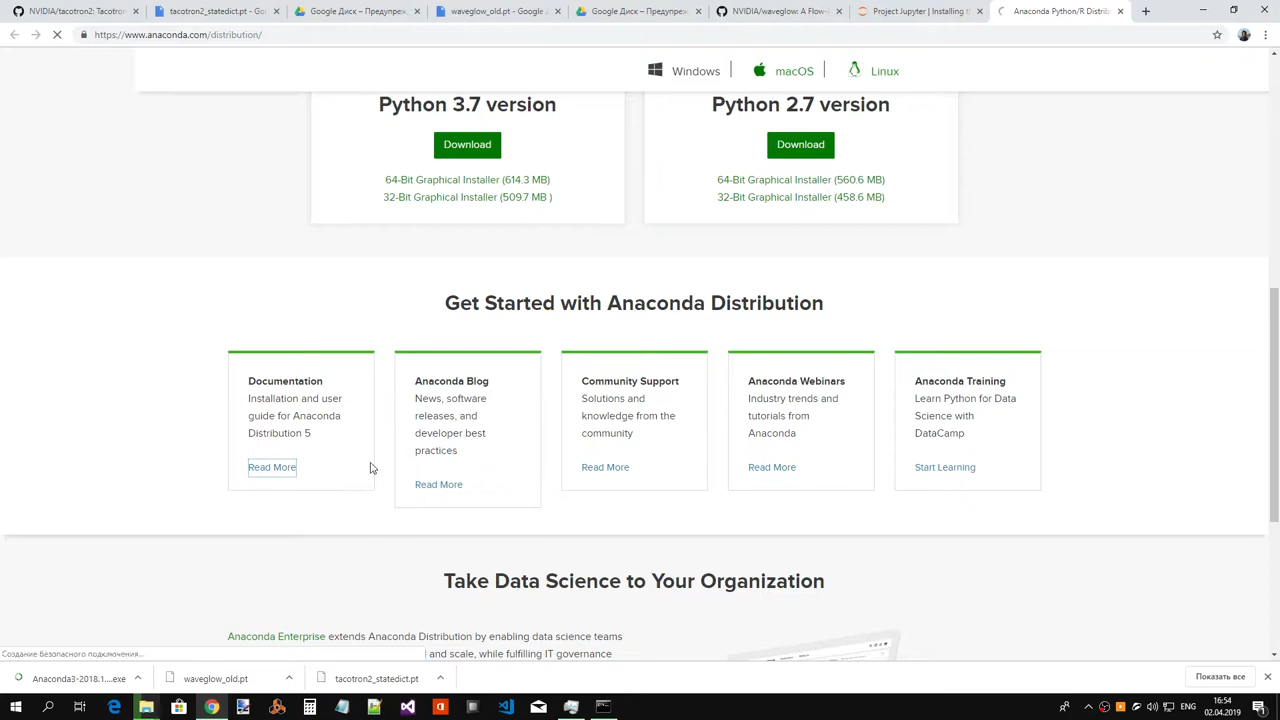 NVIDIA/tacotron2: Tacotron
tacotron2_statedict.pt - Go
Google Диск – Предупреж
waveglow_old.pt - Google Д
Google Диск – Предупреж
NVIDIA/waveglow: A Flow-
Project Jupyter | Installing t
Anaconda Python/R Distrib
https://www.anaconda.com/distribution/
Windows
macOS
Linux
Python 3.7 version
Python 2.7 version
Download
Download
64-Bit Graphical Installer (614.3 MB)
64-Bit Graphical Installer (560.6 MB)
32-Bit Graphical Installer (509.7 MB )
32-Bit Graphical Installer (458.6 MB)
Get Started with Anaconda Distribution
Documentation
Installation and user
guide for Anaconda
Distribution 5
Read More
Anaconda Blog
News, software
releases, and
developer best
practices
Read More
Community Support
Solutions and
knowledge from the
community
Read More
Anaconda Webinars
Industry trends and
tutorials from
Anaconda
Read More
Anaconda Training
Learn Python for Data
Science with
DataCamp
Start Learning
Take Data Science to Your Organization
Anaconda Enterprise extends Anaconda Distribution by enabling data science teams
and scale, while fulfilling IT governance
Создание безопасного подключения...
Anaconda3-2018.1....exe
waveglow_old.pt
tacotron2_statedict.pt
Показать все
ENG
16:54
02.04.2019